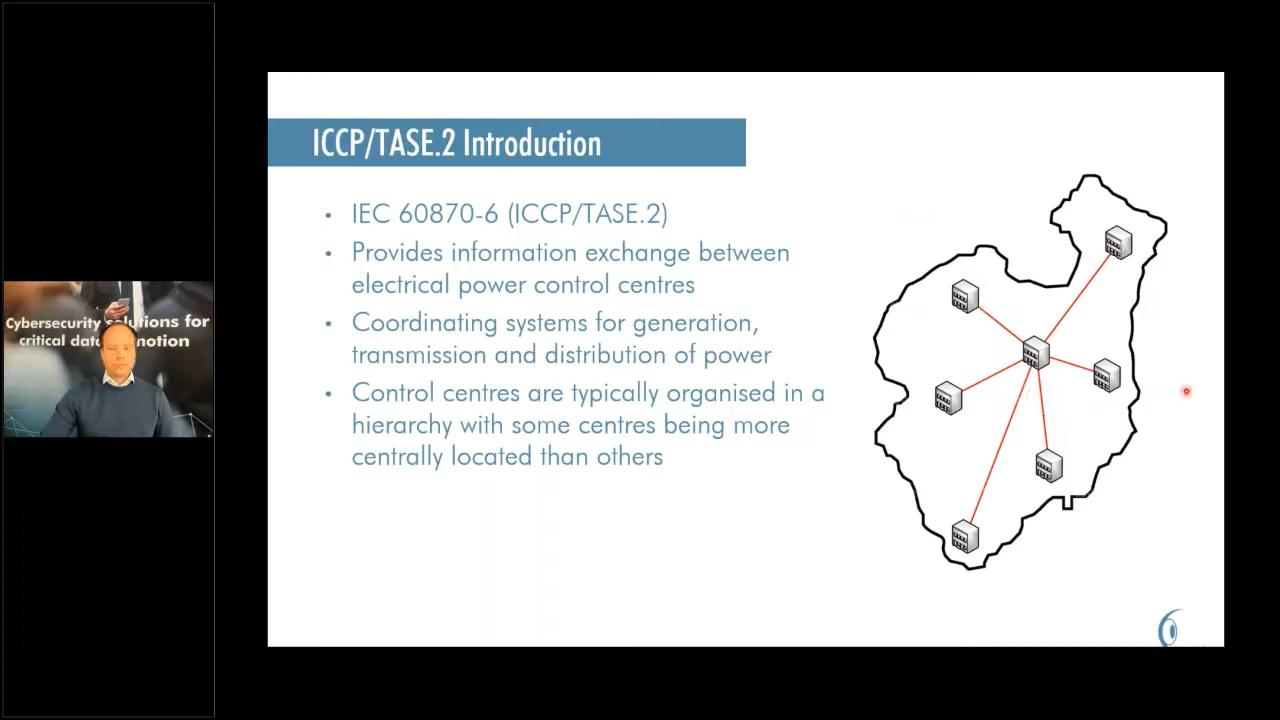 ICCP/TASE.2 Introduction
• IEC 60870-6 (ICCP/TASE.2)
• Provides information exchange between
electrical power control centres
• Coordinating systems for generation,
transmission and distribution of power
• Control centres are typically organised in a
hierarchy with some centres being more
centrally located than others
Cybersecurity solutions for
critical data motion